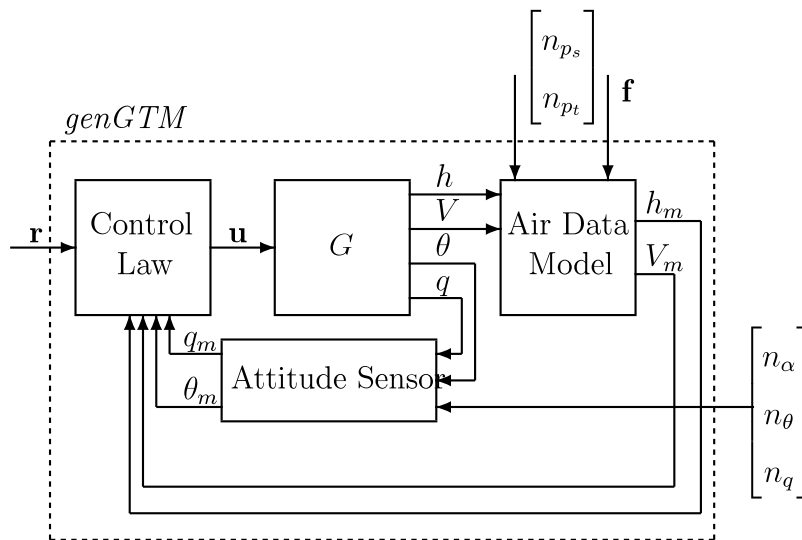 n_{p_s}
n_{p_t}
f
genGTM
r
Control
Law
u
G
h
V
θ
q
Air Data
Model
h_m
V_m
q_m
θ_m
Attitude Sensor
n_α
n_θ
n_q